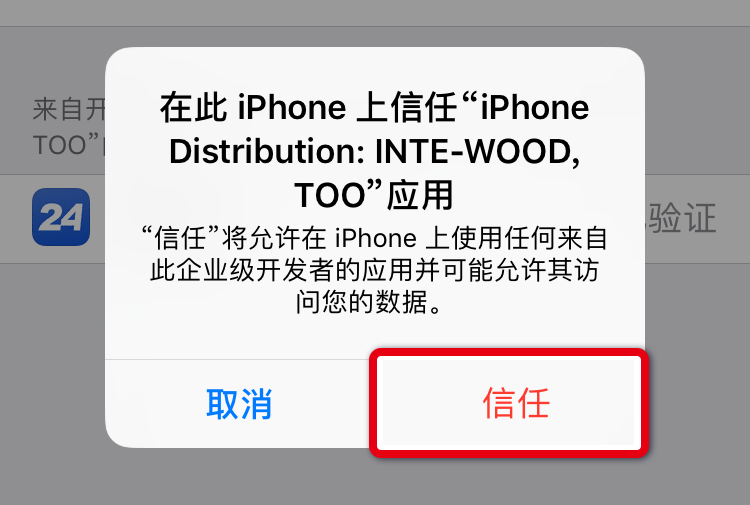 在此 iPhone 上信任“iPhone
Distribution: INTE-WOOD,
TOO”应用
“信任”将允许在 iPhone 上使用任何来自
此企业级开发者的应用并可能允许其访
问您的数据。
来自开
TOO”
24
验证
取消
信任